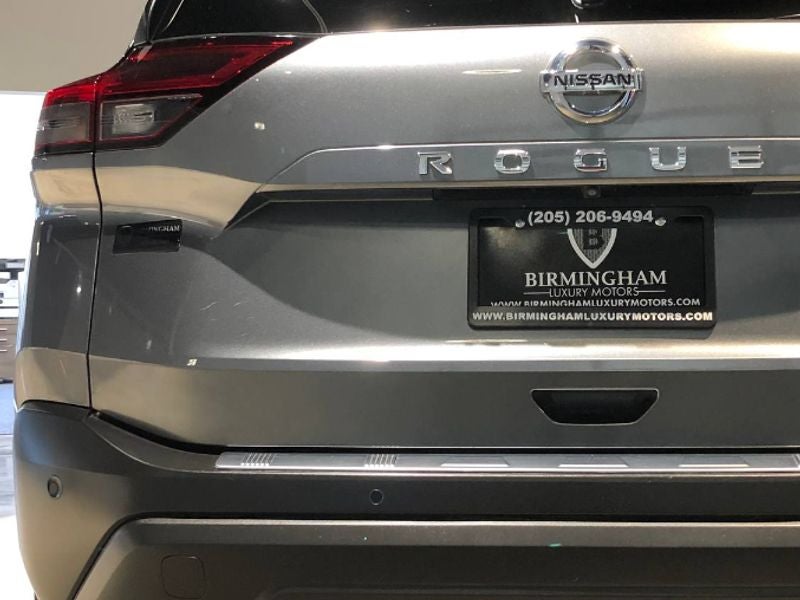 NISSAN
ROGUE
(205) 206-9494
B
BIRMINGHAM
LUXURY MOTORS
WWW.BIRMINGHAMLUXURYMOTORS.COM
WWW.BIRMINGHAMLUXURYMOTORS.COM